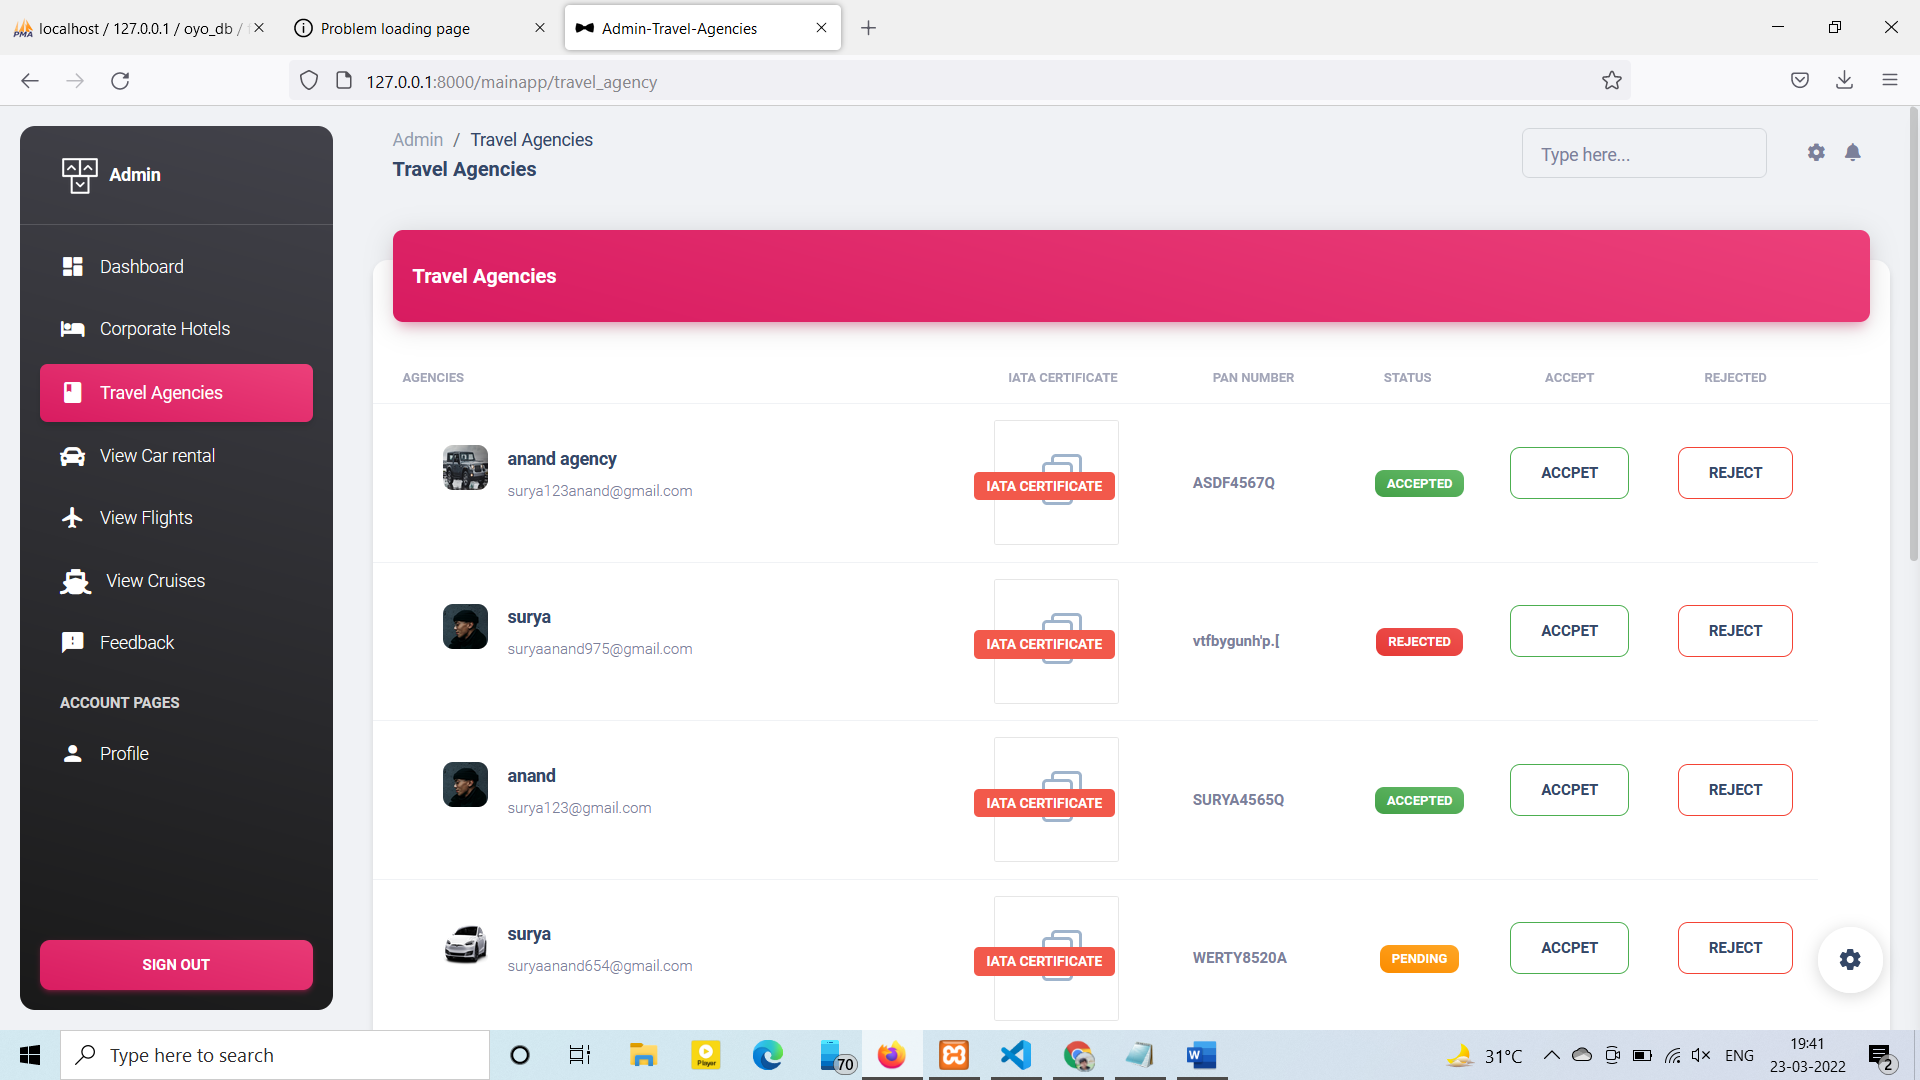 localhost / 127.0.0.1 / oyo_db /
Problem loading page
Admin-Travel-Agencies
127.0.0.1:8000/mainapp/travel_agency
Admin
Dashboard
Corporate Hotels
Travel Agencies
View Car rental
View Flights
View Cruises
Feedback
ACCOUNT PAGES
Profile
SIGN OUT
Admin / Travel Agencies
Travel Agencies
Type here...
Travel Agencies
AGENCIES IATA CERTIFICATE PAN NUMBER STATUS ACCEPT REJECTED
anand agency
surya123anand@gmail.com
IATA CERTIFICATE
ASDF4567Q
ACCEPTED
ACCPET
REJECT
surya
suryaanand975@gmail.com
IATA CERTIFICATE
vtfbygunh'p.[
REJECTED
ACCPET
REJECT
anand
surya123@gmail.com
IATA CERTIFICATE
SURYA4565Q
ACCEPTED
ACCPET
REJECT
surya
suryaanand654@gmail.com
IATA CERTIFICATE
WERTY8520A
PENDING
ACCPET
REJECT
Type here to search
Player
70
31°C
ENG
19:41
23-03-2022
2